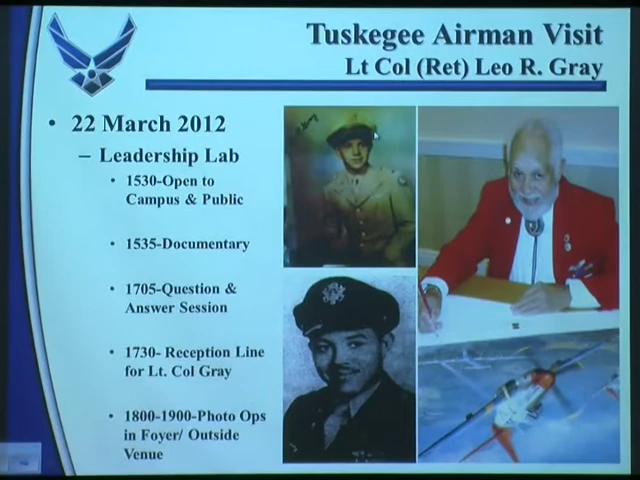 Tuskegee Airman Visit
Lt Col (Ret) Leo R. Gray
• 22 March 2012
– Leadership Lab
• 1530-Open to
Campus & Public
• 1535-Documentary
• 1705-Question &
Answer Session
• 1730- Reception Line
for Lt. Col Gray
• 1800-1900-Photo Ops
in Foyer/ Outside
Venue